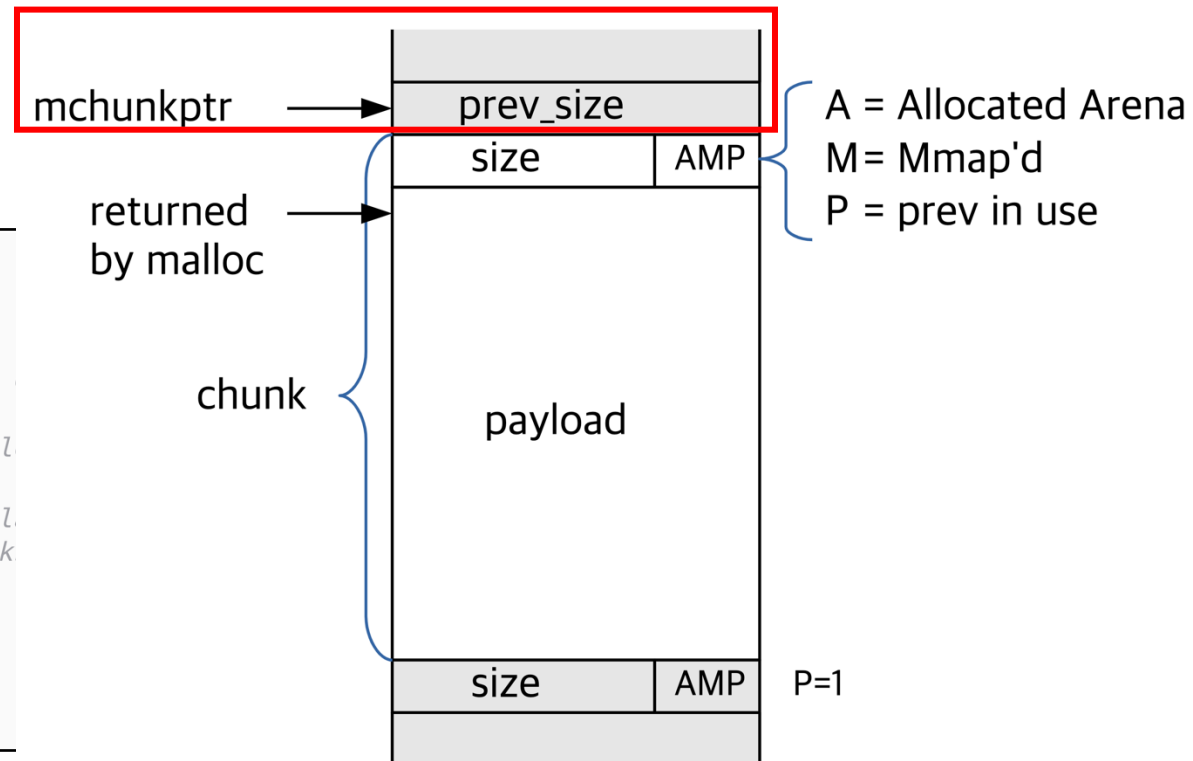 mchunkptr
prev_size
size
AMP
A = Allocated Arena
M= Mmap'd
P = prev in use
returned
by malloc
chunk
payload
size
AMP
P=1